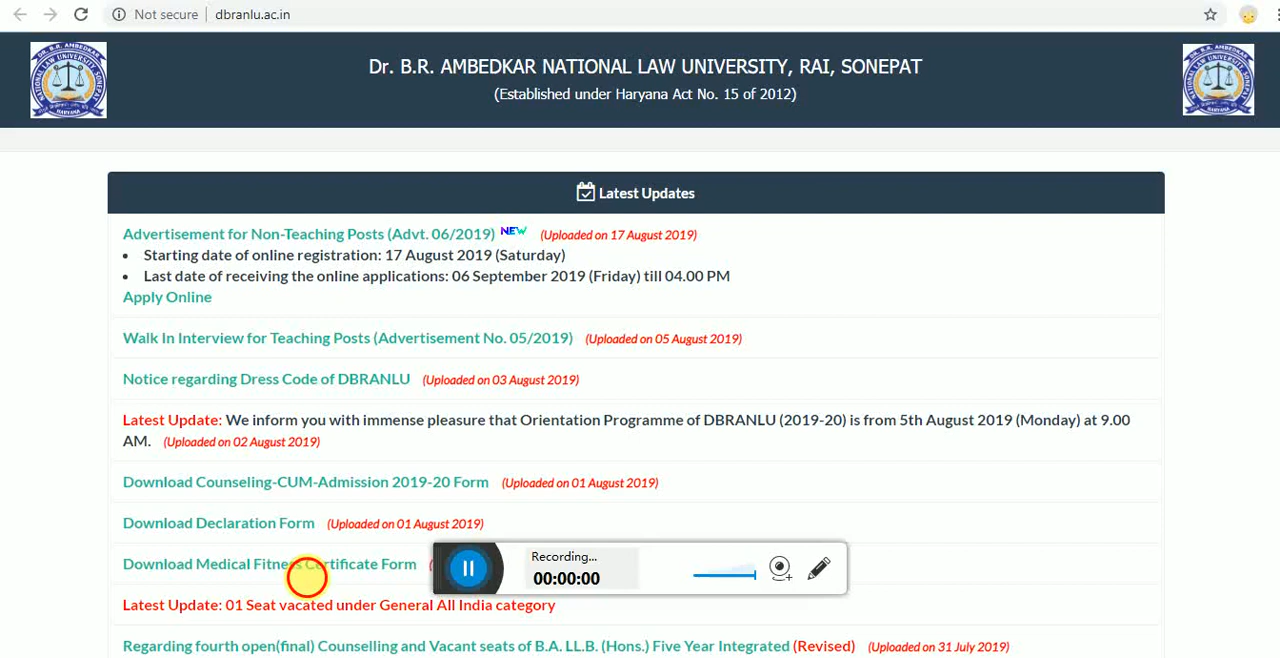 Not secure | dbranlu.ac.in
Dr. B.R. AMBEDKAR NATIONAL LAW UNIVERSITY, RAI, SONEPAT
(Established under Haryana Act No. 15 of 2012)
Latest Updates
Advertisement for Non-Teaching Posts (Advt. 06/2019) NEW (Uploaded on 17 August 2019)
• Starting date of online registration: 17 August 2019 (Saturday)
• Last date of receiving the online applications: 06 September 2019 (Friday) till 04.00 PM
Apply Online
Walk In Interview for Teaching Posts (Advertisement No. 05/2019) (Uploaded on 05 August 2019)
Notice regarding Dress Code of DBRANLU (Uploaded on 03 August 2019)
Latest Update: We inform you with immense pleasure that Orientation Programme of DBRANLU (2019-20) is from 5th August 2019 (Monday) at 9.00
AM. (Uploaded on 02 August 2019)
Download Counseling-CUM-Admission 2019-20 Form (Uploaded on 01 August 2019)
Download Declaration Form (Uploaded on 01 August 2019)
Download Medical Fitness Certificate Form
Recording...
00:00:00
Latest Update: 01 Seat vacated under General All India category
Regarding fourth open(final) Counselling and Vacant seats of B.A. LL.B. (Hons.) Five Year Integrated (Revised) (Uploaded on 31 July 2019)